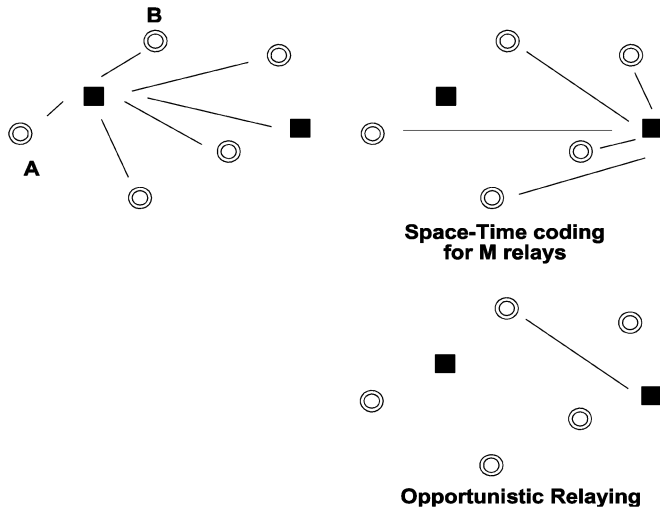 B
A
Space-Time coding
for M relays
Opportunistic Relaying